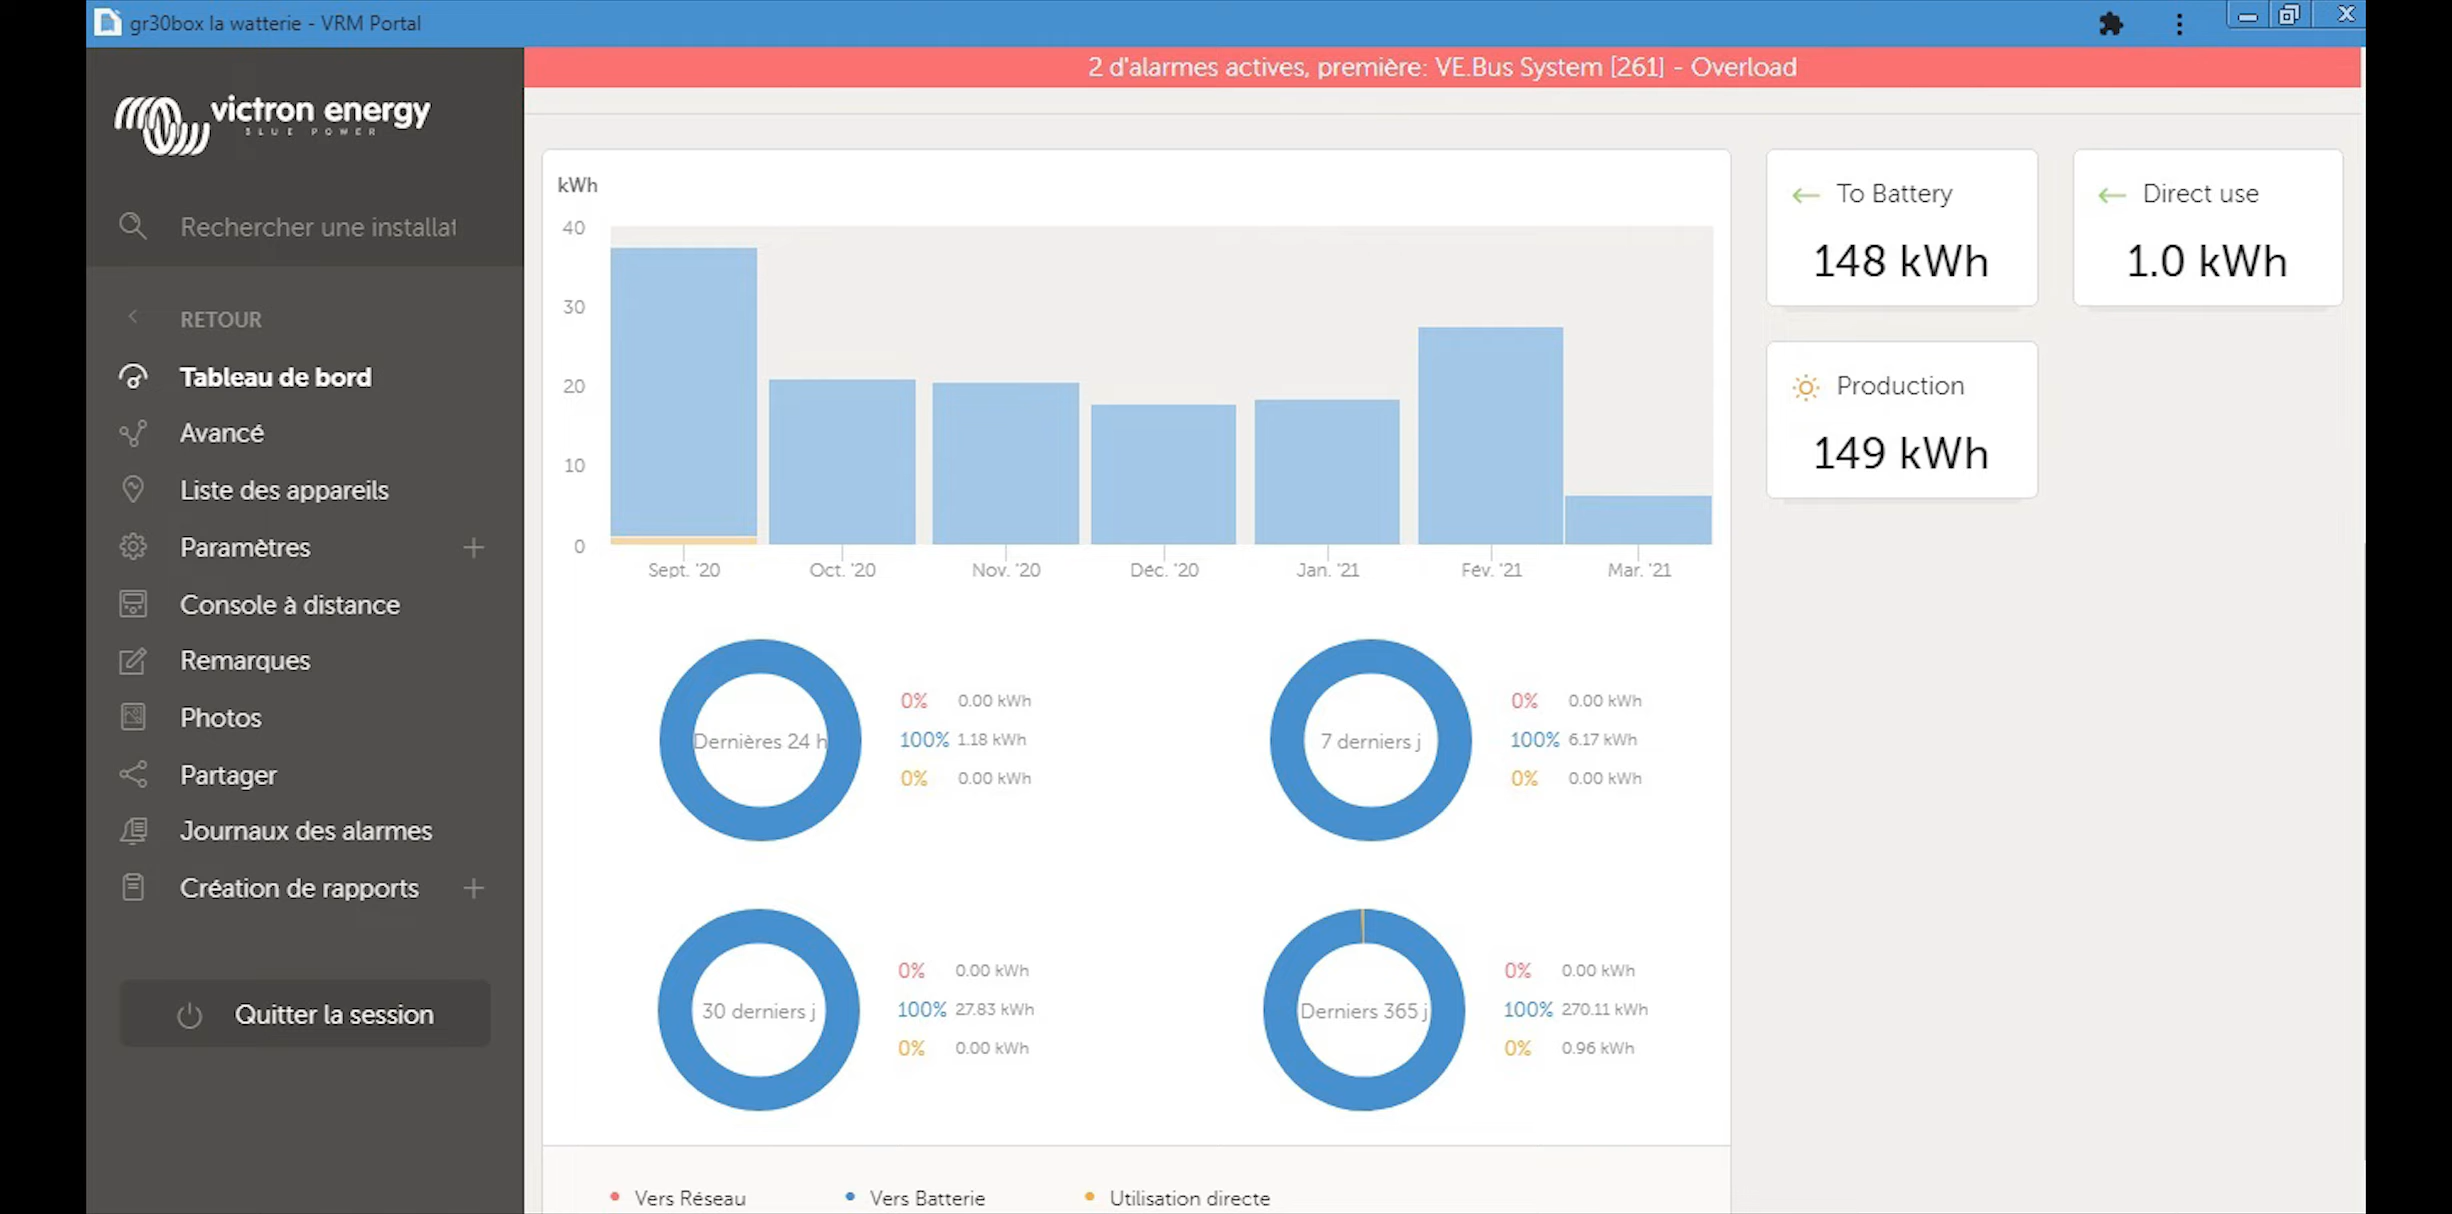 gr30box la watterie - VRM Portal
2 d'alarmes actives, première: VE.Bus System [261] - Overload
victron energy
BLUE POWER
Rechercher une installat
RETOUR
Tableau de bord
Avancé
Liste des appareils
Paramètres
Console à distance
Remarques
Photos
Partager
Journaux des alarmes
Création de rapports
Quitter la session
kWh
40
30
20
10
0
Sept. '20 Oct. '20 Nov. '20 Déc. '20 Jan. '21 Fév. '21 Mar. '21
Dernières 24 h
0% 0.00 kWh
100% 1.18 kWh
0% 0.00 kWh
7 derniers j
0% 0.00 kWh
100% 6.17 kWh
0% 0.00 kWh
30 derniers j
0% 0.00 kWh
100% 27.83 kWh
0% 0.00 kWh
Derniers 365 j
0% 0.00 kWh
100% 270.11 kWh
0% 0.96 kWh
Vers Réseau Vers Batterie Utilisation directe
To Battery
148 kWh
Direct use
1.0 kWh
Production
149 kWh